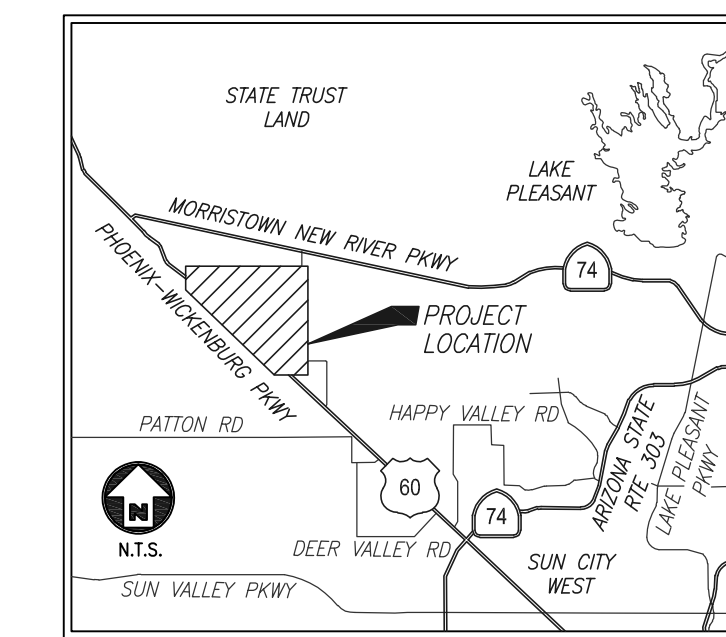 STATE TRUST
LAND
LAKE
PLEASANT
MORRISTOWN NEW RIVER PKWY
74
PHOENIX-WICKENBURG PKWY
PROJECT
LOCATION
HAPPY VALLEY RD
PATTON RD
ARIZONA STATE
RTE 303
LAKE PLEASANT
PKWY
60
74
N
N.T.S.
DEER VALLEY RD
SUN CITY
WEST
SUN VALLEY PKWY